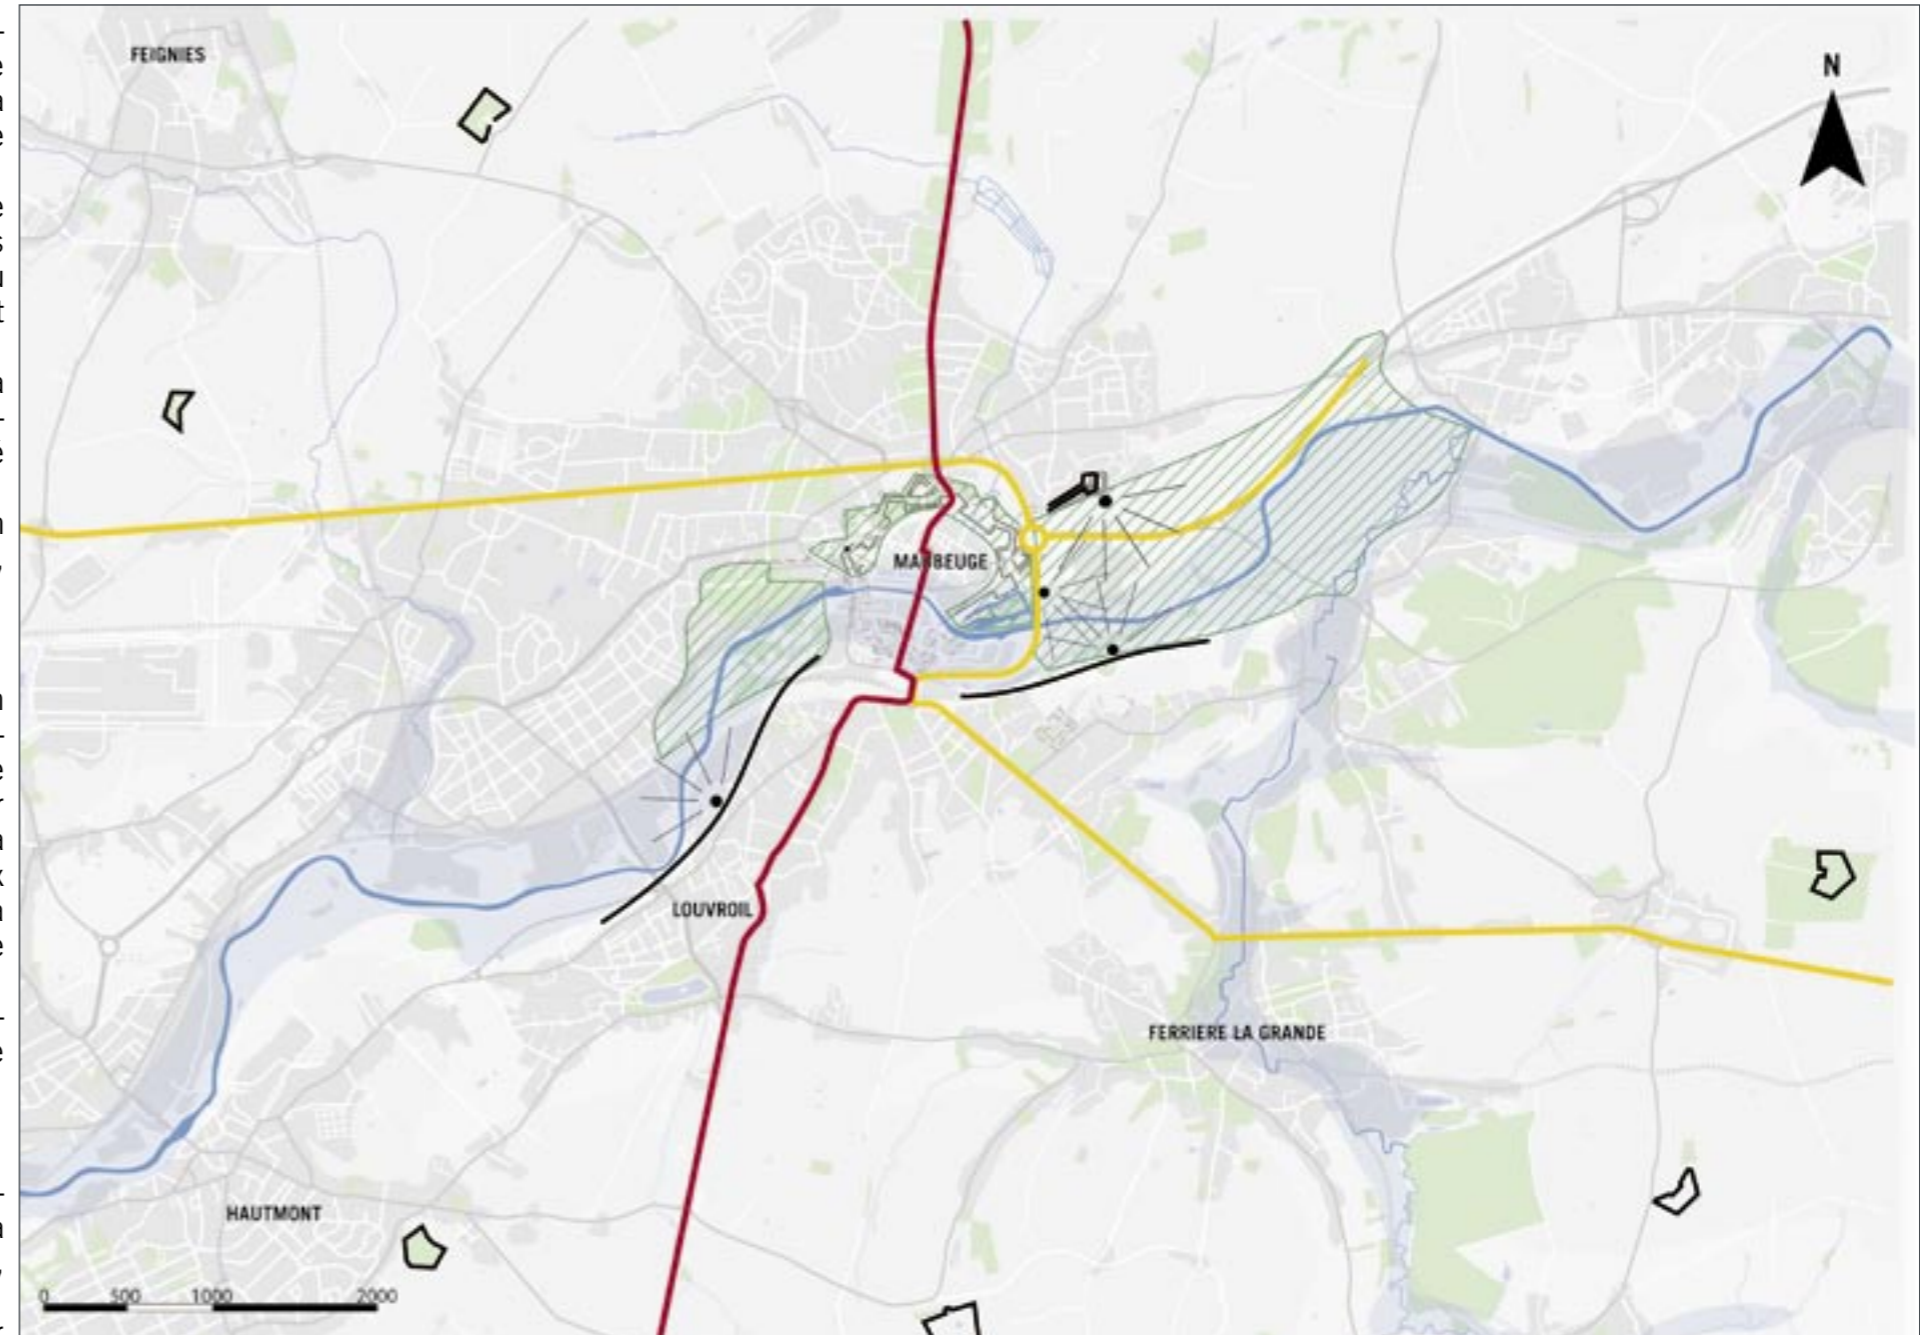 FEIGNIES
N
MAUBEUGE
LOUVROIL
FERRIERE LA GRANDE
HAUTMONT
0 500 1000 2000